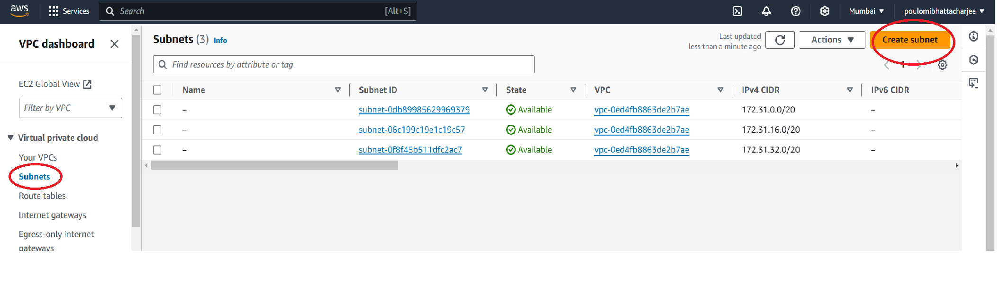 aws Services Search [Alt+S] Mumbai poulomibhattacharjee
VPC dashboard
EC2 Global View
Filter by VPC
Virtual private cloud
Your VPCs
Subnets
Route tables
Internet gateways
Egress-only internet
gateways
Subnets (3) Info
Last updated
less than a minute ago
Actions
Create subnet
Find resources by attribute or tag
1
Name Subnet ID State VPC IPv4 CIDR IPv6 CIDR
– subnet-0db89985629969379 Available vpc-0ed4fb8863de2b7ae 172.31.0.0/20 –
– subnet-06c199c19e1c19c57 Available vpc-0ed4fb8863de2b7ae 172.31.16.0/20 –
– subnet-0f8f45b511dfc2ac7 Available vpc-0ed4fb8863de2b7ae 172.31.32.0/20 –